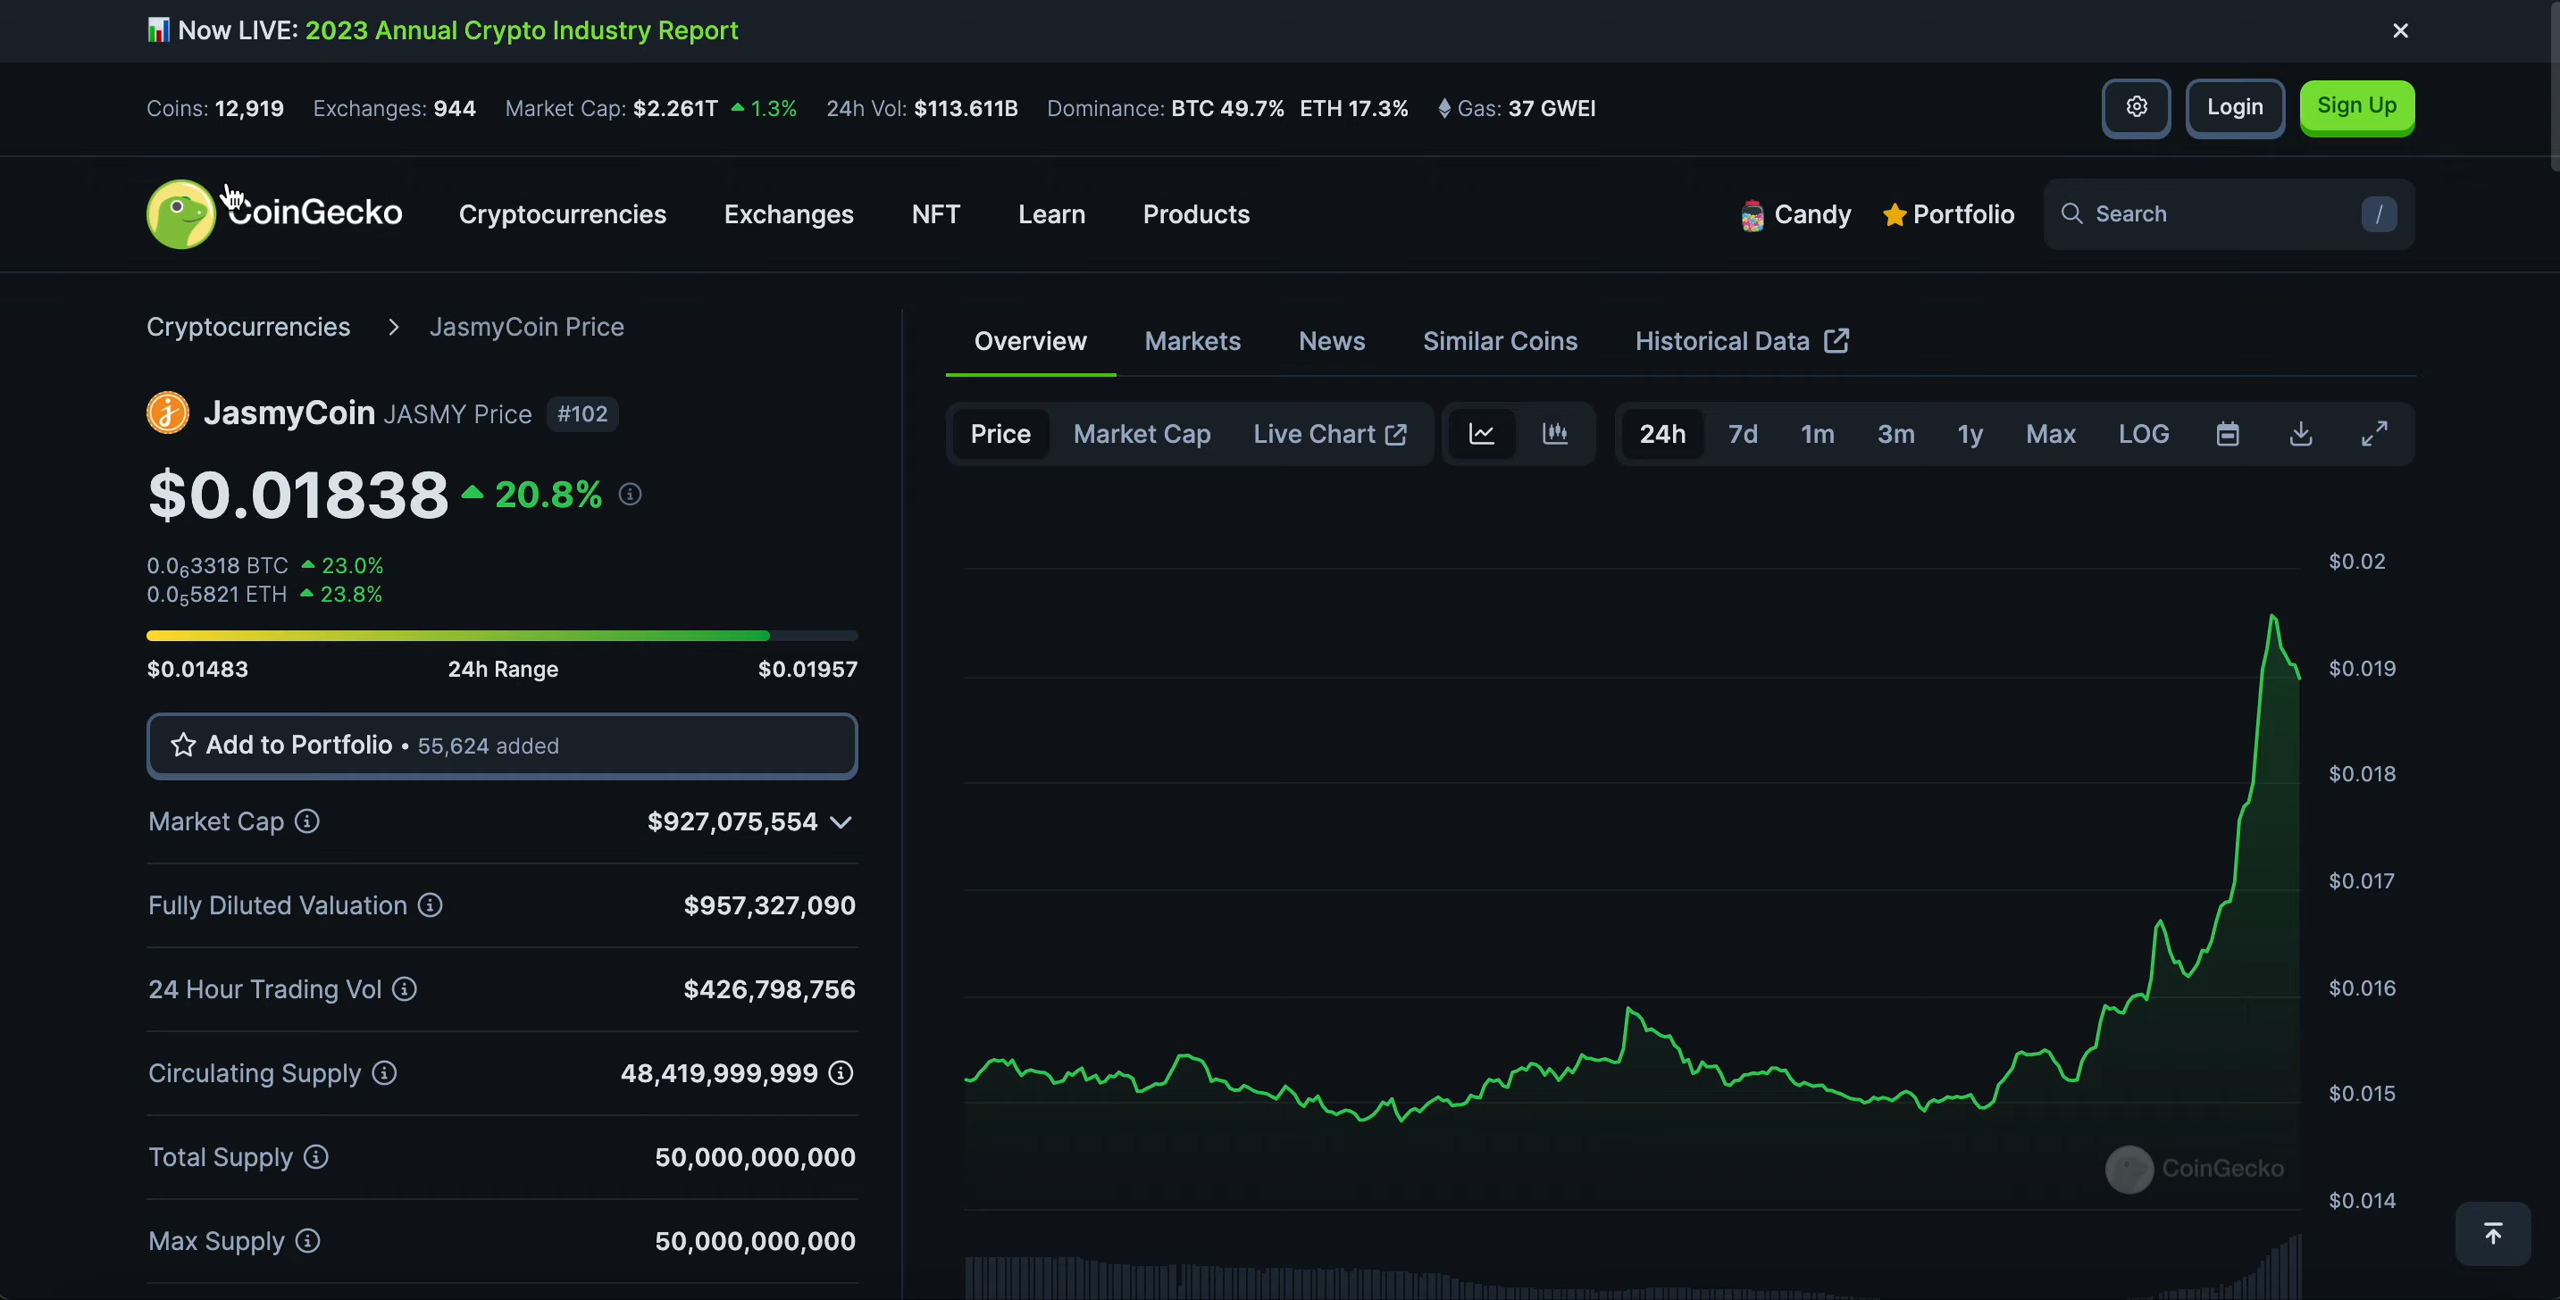 Now LIVE: 2023 Annual Crypto Industry Report
Coins: 12,919 Exchanges: 944 Market Cap: $2.261T 1.3% 24h Vol: $113.611B Dominance: BTC 49.7% ETH 17.3% Gas: 37 GWEI
Login
Sign Up
CoinGecko
Cryptocurrencies Exchanges NFT Learn Products
Candy Portfolio
Search /
Cryptocurrencies > JasmyCoin Price
JasmyCoin JASMY Price #102
$0.01838 20.8%
0.0₆3318 BTC 23.0%
0.0₅5821 ETH 23.8%
$0.01483 24h Range $0.01957
Add to Portfolio • 55,624 added
Market Cap $927,075,554
Fully Diluted Valuation $957,327,090
24 Hour Trading Vol $426,798,756
Circulating Supply 48,419,999,999
Total Supply 50,000,000,000
Max Supply 50,000,000,000
Overview Markets News Similar Coins Historical Data
Price Market Cap Live Chart
24h 7d 1m 3m 1y Max LOG
$0.02
$0.019
$0.018
$0.017
$0.016
$0.015
CoinGecko
$0.014